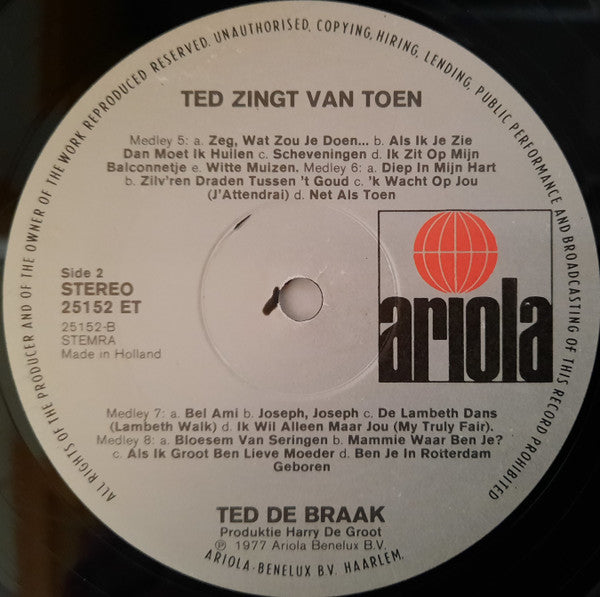 ALL RIGHTS OF THE PRODUCER AND OF THE OWNER OF THE WORK REPRODUCED RESERVED. UNAUTHORISED, COPYING, HIRING, LENDING, PUBLIC PERFORMANCE AND BROADCASTING OF THIS RECORD PROHIBITED
TED ZINGT VAN TOEN
Medley 5: a. Zeg, Wat Zou Je Doen... b. Als Ik Je Zie
Dan Moet Ik Huilen c. Scheveningen d. Ik Zit Op Mijn
Balconnetje e. Witte Muizen. Medley 6: a. Diep In Mijn Hart
b. Zilv'ren Draden Tussen 't Goud c. 'k Wacht Op Jou
(J'Attendrai) d. Net Als Toen
Side 2
STEREO
25152 ET
25152-B
STEMRA
Made in Holland
ariola
Medley 7: a. Bel Ami b. Joseph, Joseph c. De Lambeth Dans
(Lambeth Walk) d. Ik Wil Alleen Maar Jou (My Truly Fair).
Medley 8: a. Bloesem Van Seringen b. Mammie Waar Ben Je?
c. Als Ik Groot Ben Lieve Moeder d. Ben Je In Rotterdam
Geboren
TED DE BRAAK
Produktie Harry De Groot
℗ 1977 Ariola Benelux B.V.
ARIOLA-BENELUX B.V. HAARLEM.